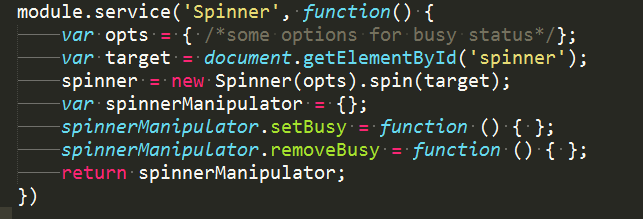 module.service('Spinner', function() {
var opts = { /*some options for busy status*/};
var target = document.getElementById('spinner');
spinner = new Spinner(opts).spin(target);
var spinnerManipulator = {};
spinnerManipulator.setBusy = function () { };
spinnerManipulator.removeBusy = function () { };
return spinnerManipulator;
})